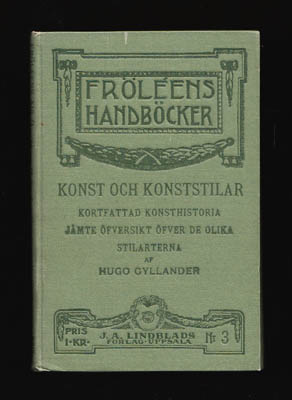 FRÖLÉENS
HANDBÖCKER
KONST OCH KONSTSTILAR
KORTFATTAD KONSTHISTORIA
JÄMTE ÖFVERSIKT ÖFVER DE OLIKA
STILARTERNA
AF
HUGO GYLLANDER
PRIS
1·KR·
J. A. LINDBLADS
FÖRLAG-UPPSALA
Nr 3